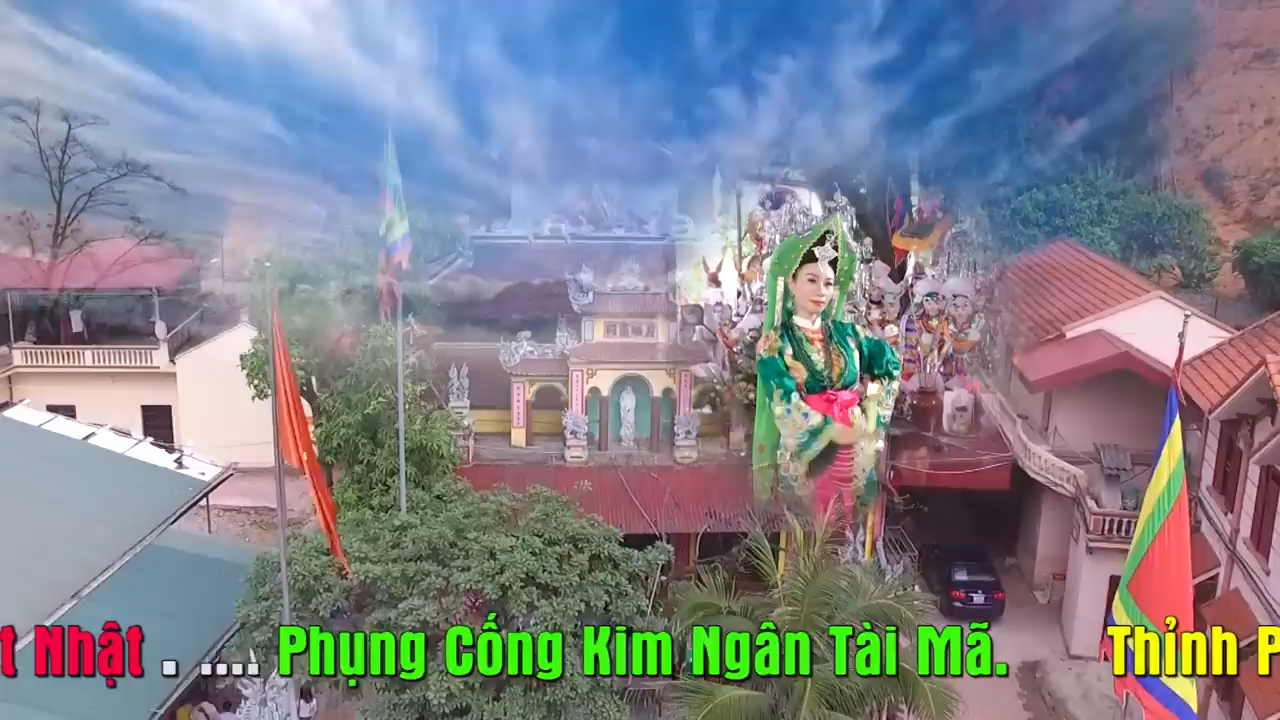 t Nhật . .... Phụng Cống Kim Ngân Tài Mã. Thỉnh P